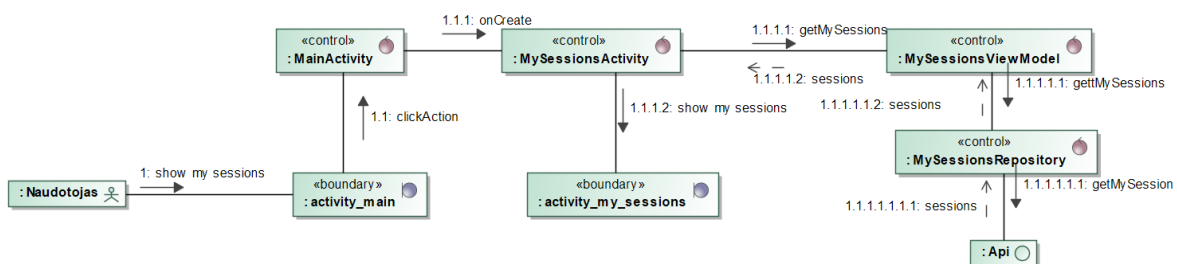 1.1.1: onCreate
1.1.1.1: getMySessions
«control»
: MainActivity
«control»
: MySessionsActivity
«control»
: MySessionsViewModel
1.1.1.1.2: sessions
1.1.1.1.1: gettMySessions
1.1.1.2: show my sessions
1.1.1.1.1.2: sessions
1.1: clickAction
«control»
: MySessionsRepository
1: show my sessions
: Naudotojas
«boundary»
: activity_main
«boundary»
: activity_my_sessions
1.1.1.1.1.1.1: getMySession
1.1.1.1.1.1.1: sessions
: Api